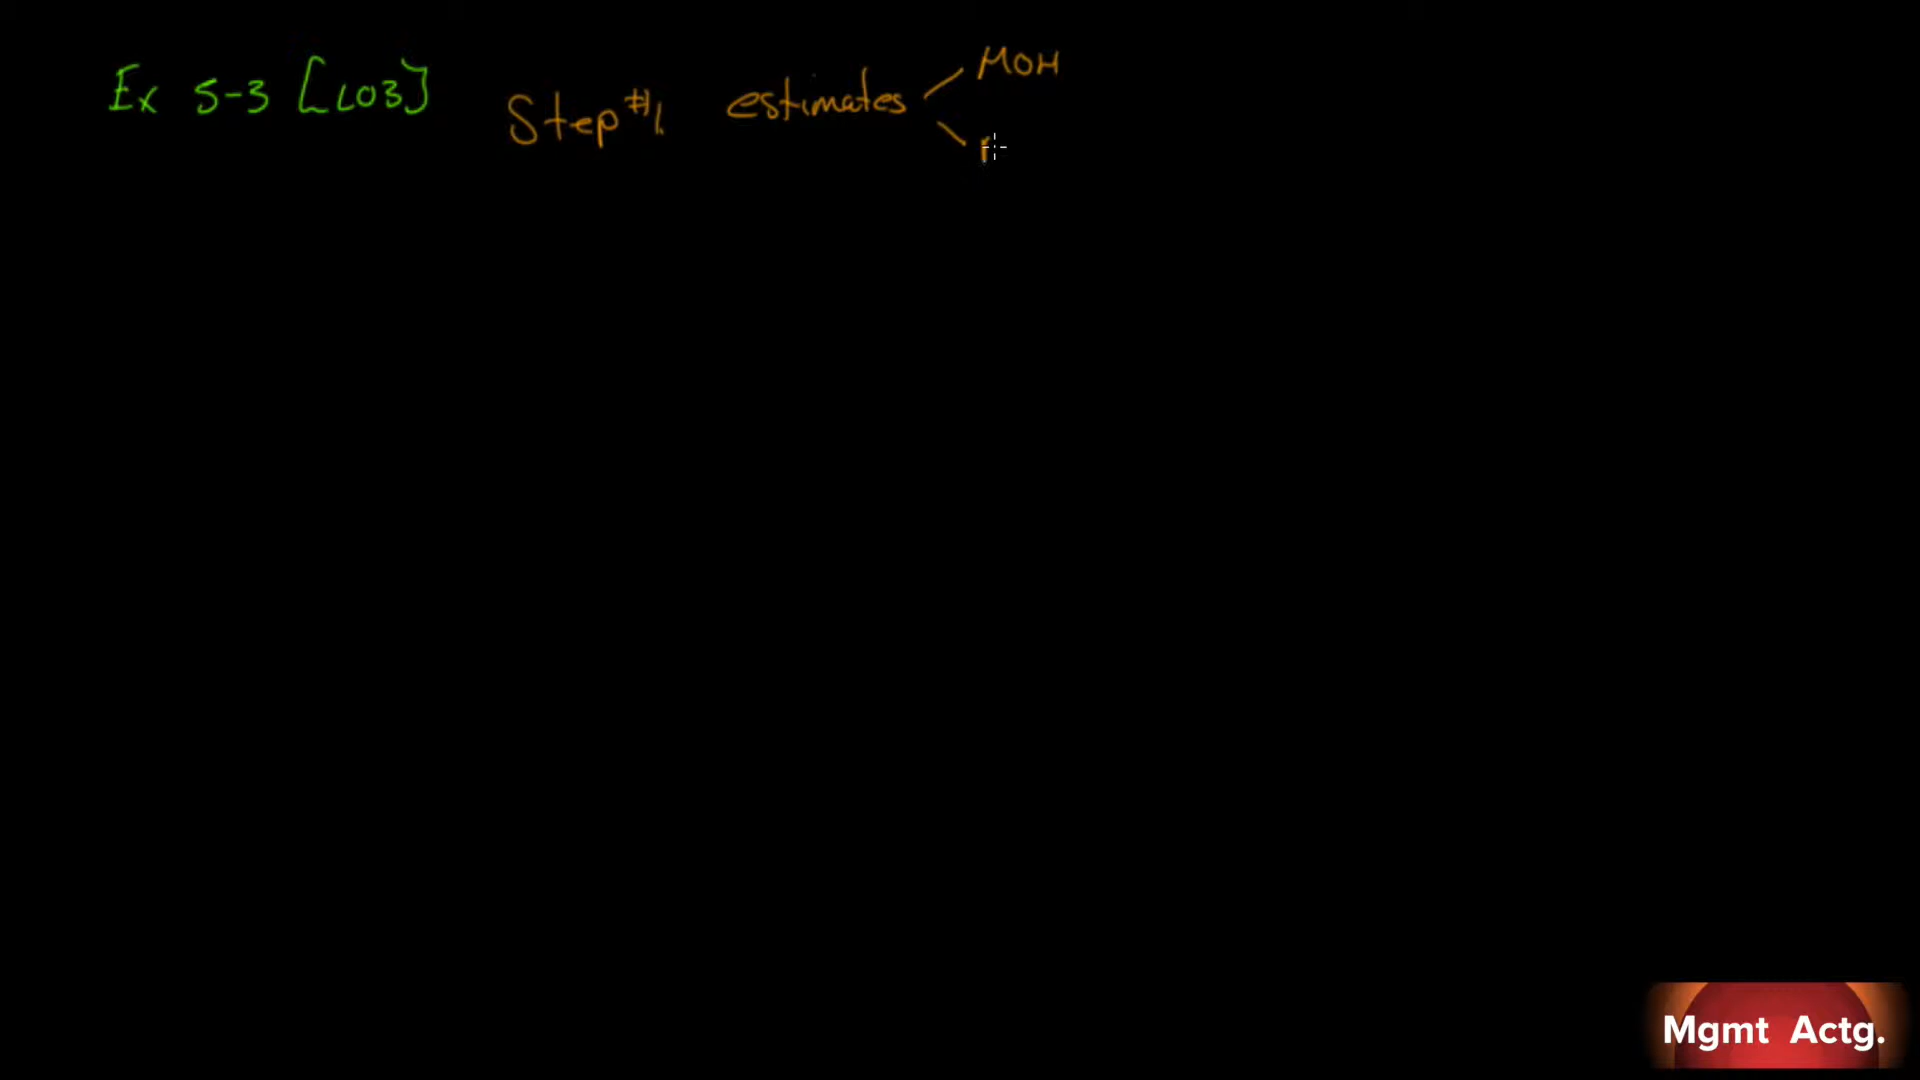 Ex 5-3 [LO3]
Step #1. estimates
MOH
Mgmt Actg.